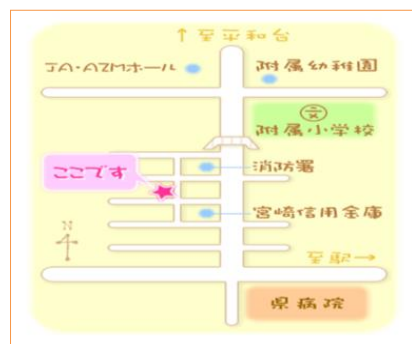 ↑至平和台
JA・AZMホール
附属幼稚園
文
附属小学校
消防署
ここです
宮崎信用金庫
N
至駅→
県病院